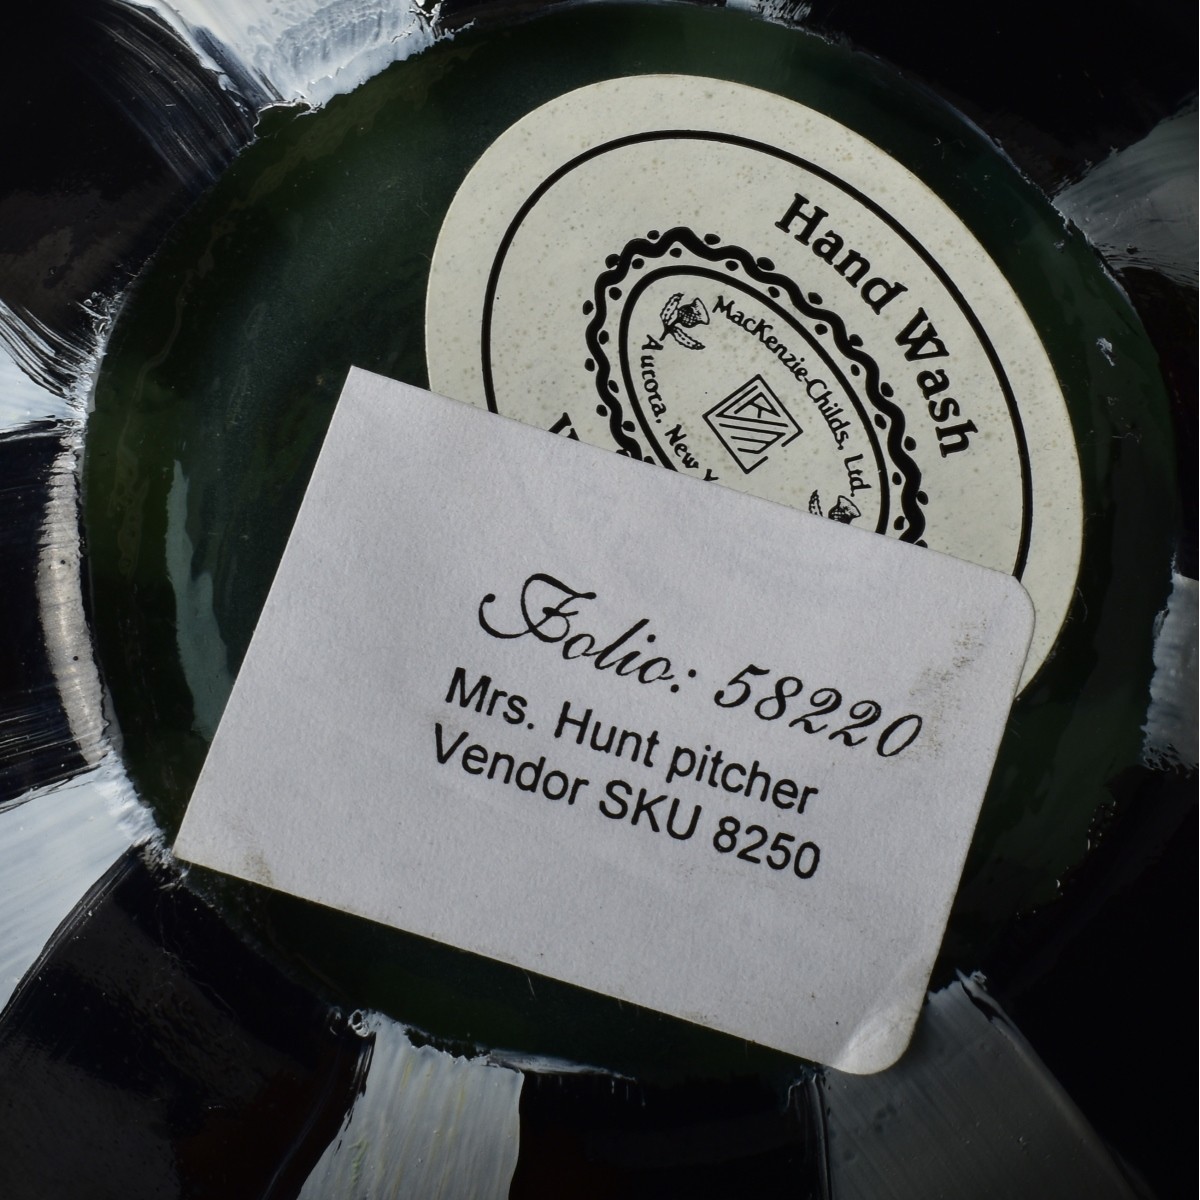 Hand Wash
MacKenzie-Childs, Ltd.
Aurora, New
Folio: 58220
Mrs. Hunt pitcher
Vendor SKU 8250